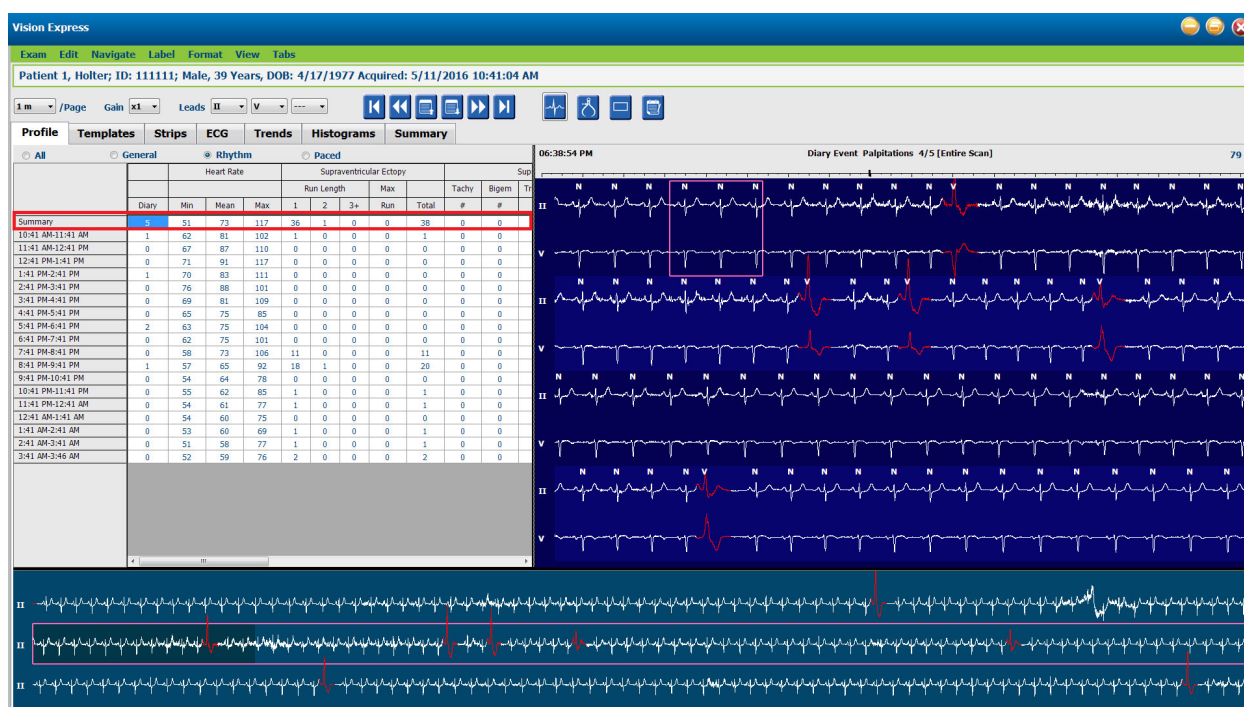 Vision Express
Exam Edit Navigate Label Format View Tabs
Patient 1, Holter; ID: 111111; Male, 39 Years, DOB: 4/17/1977 Acquired: 5/11/2016 10:41:04 AM
1 m /Page Gain x1 Leads II V ---
Profile Templates Strips ECG Trends Histograms Summary
All General Rhythm Paced
Heart Rate Supraventricular Ectopy Sup
Run Length Max Tachy Bigem Tr
Diary Min Mean Max 1 2 3+ Run Total # #
Summary 5 51 73 117 36 1 0 0 38 0 0
10:41 AM-11:41 AM 1 62 81 102 1 0 0 0 1 0 0
11:41 AM-12:41 PM 0 67 87 110 0 0 0 0 0 0 0
12:41 PM-1:41 PM 0 71 91 117 0 0 0 0 0 0 0
1:41 PM-2:41 PM 1 70 83 111 0 0 0 0 0 0 0
2:41 PM-3:41 PM 0 76 88 101 0 0 0 0 0 0 0
3:41 PM-4:41 PM 0 69 81 109 0 0 0 0 0 0 0
4:41 PM-5:41 PM 0 65 75 85 0 0 0 0 0 0 0
5:41 PM-6:41 PM 2 63 75 104 0 0 0 0 0 0 0
6:41 PM-7:41 PM 0 62 75 101 0 0 0 0 0 0 0
7:41 PM-8:41 PM 0 58 73 106 11 0 0 0 11 0 0
8:41 PM-9:41 PM 1 57 65 92 18 1 0 0 20 0 0
9:41 PM-10:41 PM 0 54 64 78 0 0 0 0 0 0 0
10:41 PM-11:41 PM 0 55 62 85 1 0 0 0 1 0 0
11:41 PM-12:41 AM 0 54 61 77 1 0 0 0 1 0 0
12:41 AM-1:41 AM 0 54 60 75 0 0 0 0 0 0 0
1:41 AM-2:41 AM 0 53 60 69 1 0 0 0 1 0 0
2:41 AM-3:41 AM 0 51 58 77 1 0 0 0 1 0 0
3:41 AM-3:46 AM 0 52 59 76 2 0 0 0 2 0 0
06:38:54 PM Diary Event Palpitations 4/5 [Entire Scan] 79
N N N N N N N N N N N V N N N N N N N
II
V
N N N N N N V N N V N N N N N V N N N
II
V
N N N N N N N N N N N N N N N N N N
II
V
N N N N V N N N N N N N N N N N N
II
V
II
II
II